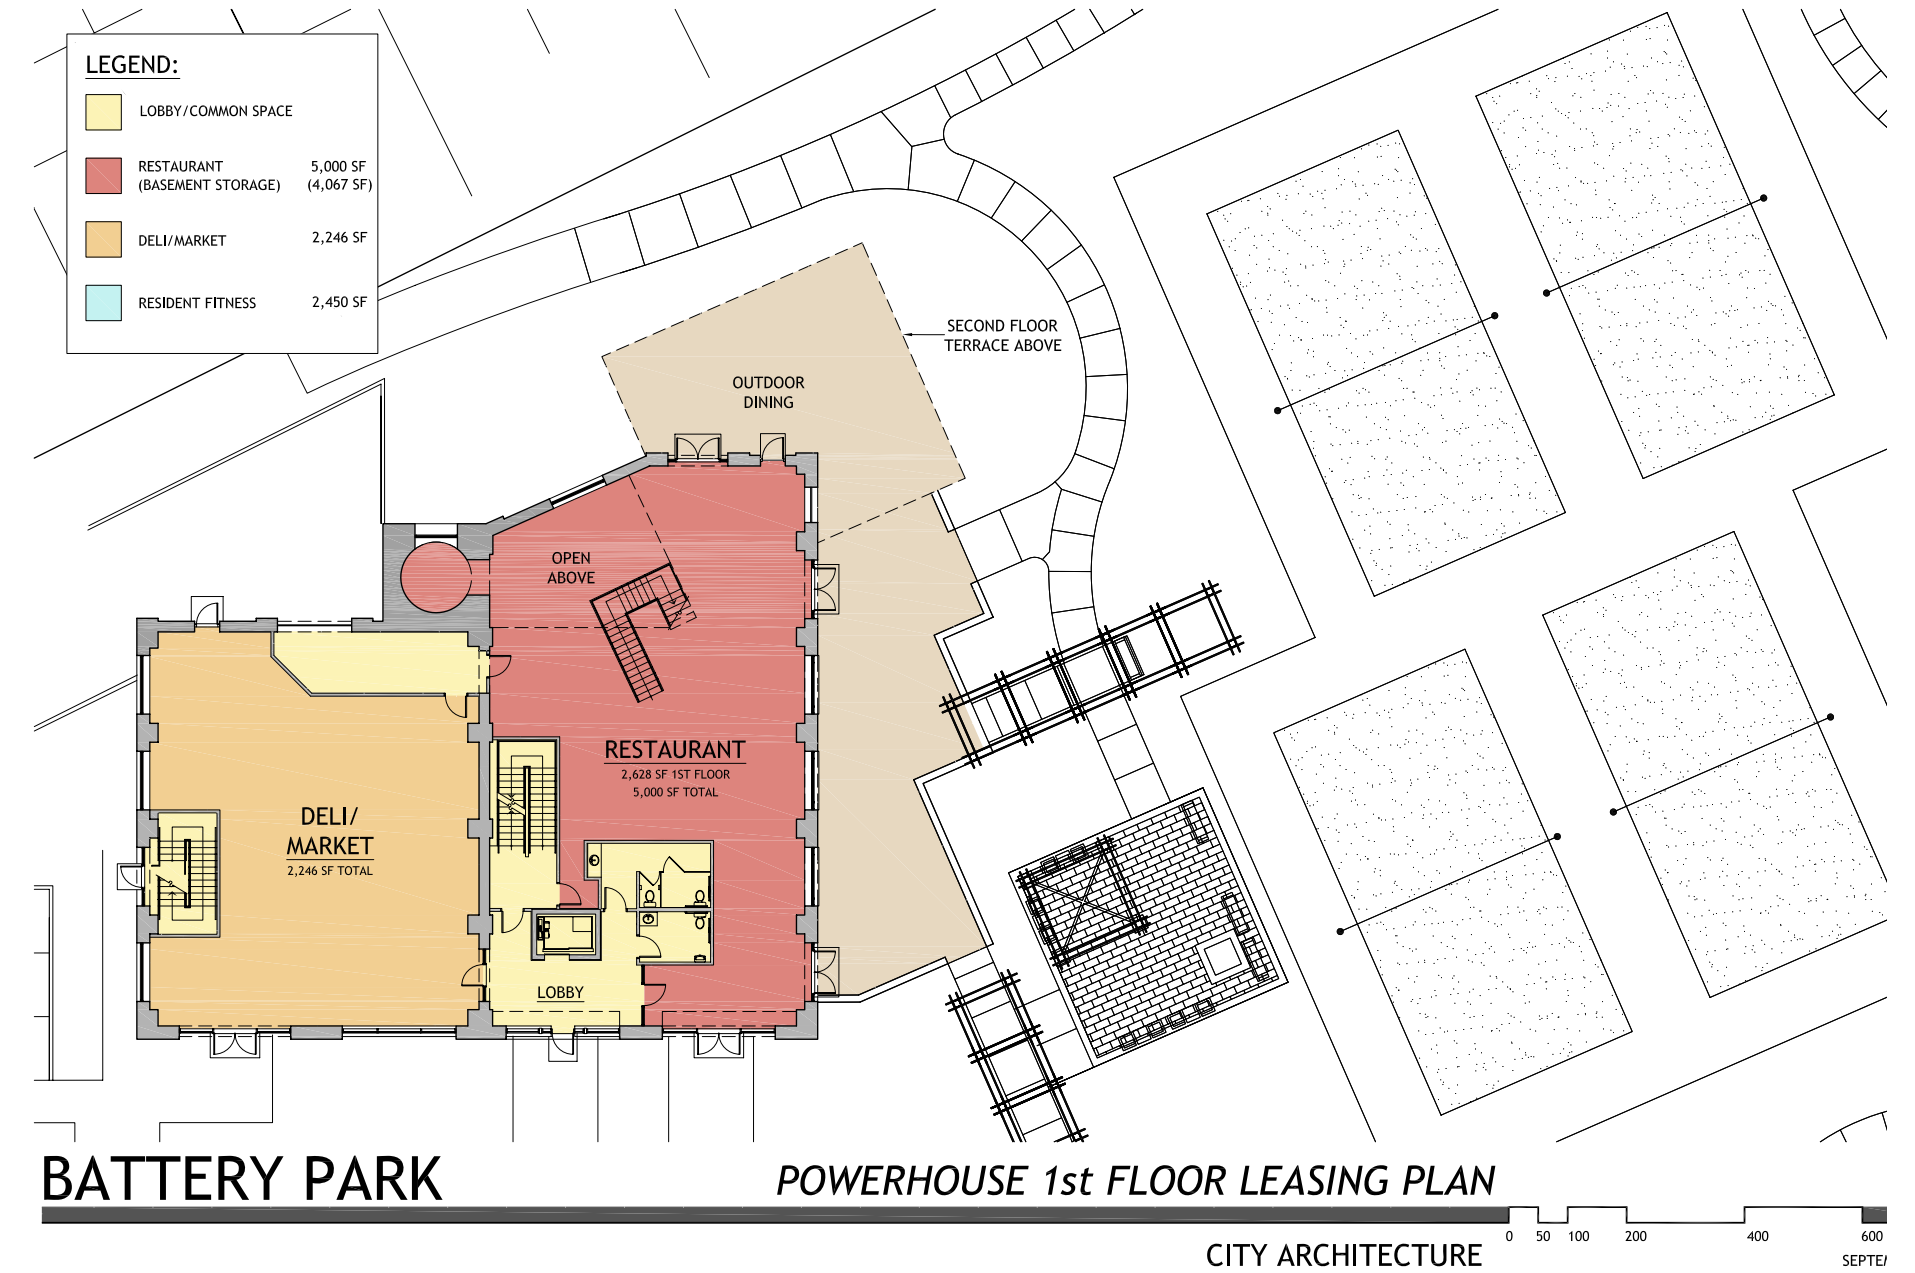 LEGEND:
LOBBY/COMMON SPACE
RESTAURANT 5,000 SF
(BASEMENT STORAGE) (4,067 SF)
DELI/MARKET 2,246 SF
RESIDENT FITNESS 2,450 SF
SECOND FLOOR
TERRACE ABOVE
OUTDOOR
DINING
OPEN
ABOVE
RESTAURANT
2,628 SF 1ST FLOOR
5,000 SF TOTAL
DELI/
MARKET
2,246 SF TOTAL
LOBBY
BATTERY PARK
POWERHOUSE 1st FLOOR LEASING PLAN
0 50 100 200 400 600
CITY ARCHITECTURE